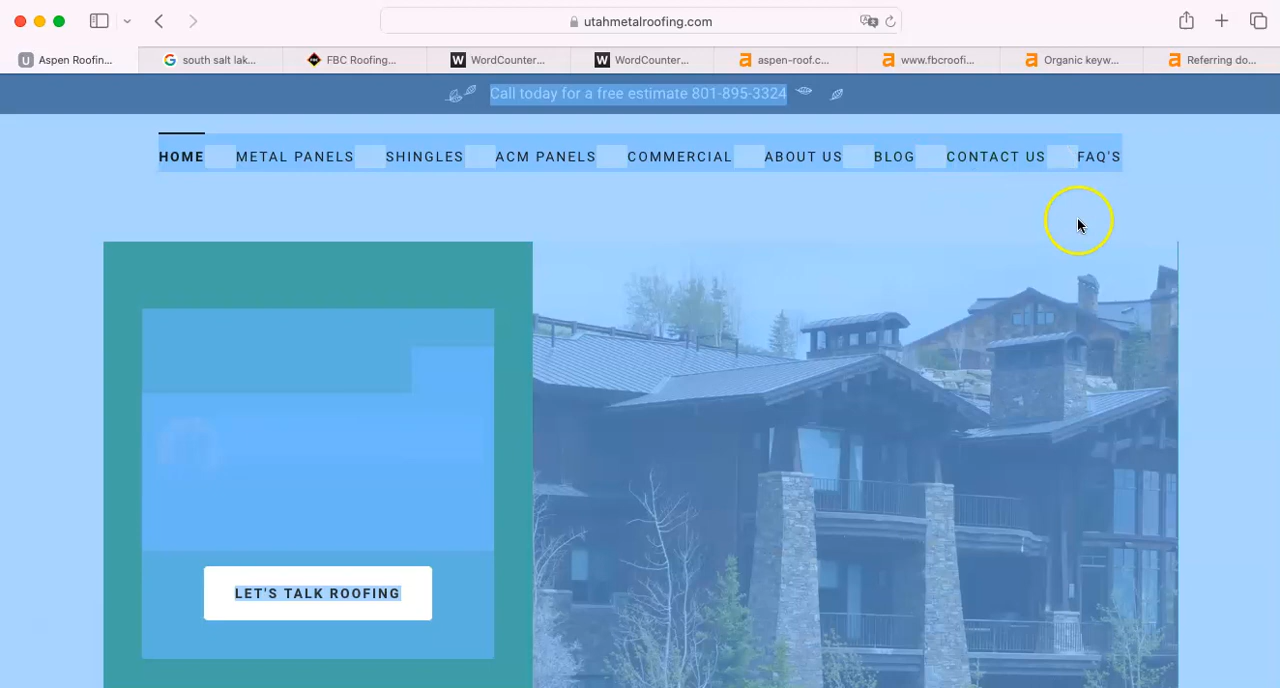 utahmetalroofing.com
Aspen Roofin...
south salt lak...
FBC Roofing...
WordCounter...
WordCounter...
aspen-roof.c...
www.fbcroofi...
Organic keyw...
Referring do...
Call today for a free estimate 801-895-3324
HOME METAL PANELS SHINGLES ACM PANELS COMMERCIAL ABOUT US BLOG CONTACT US FAQ'S
LET'S TALK ROOFING